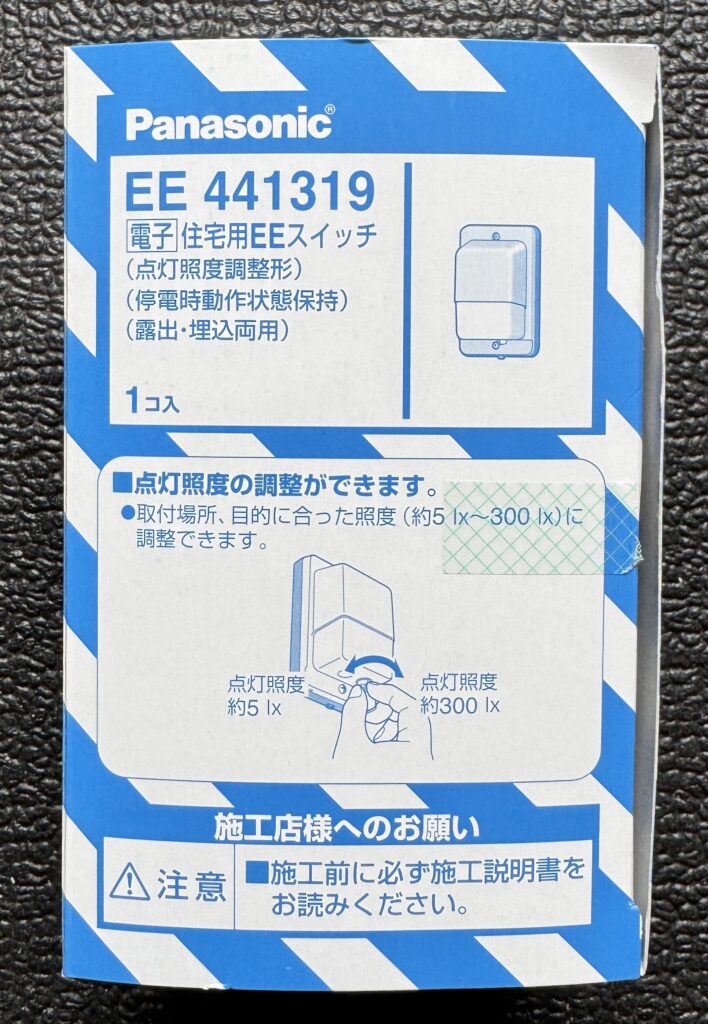 Panasonic®
EE 441319
電子 住宅用EEスイッチ
(点灯照度調整形)
(停電時動作状態保持)
(露出・埋込両用)
1コ入
■点灯照度の調整ができます。
●取付場所、目的に合った照度(約5 lx〜300 lx)に
調整できます。
点灯照度
約5 lx
点灯照度
約300 lx
施工店様へのお願い
注意
■施工前に必ず施工説明書を
お読みください。